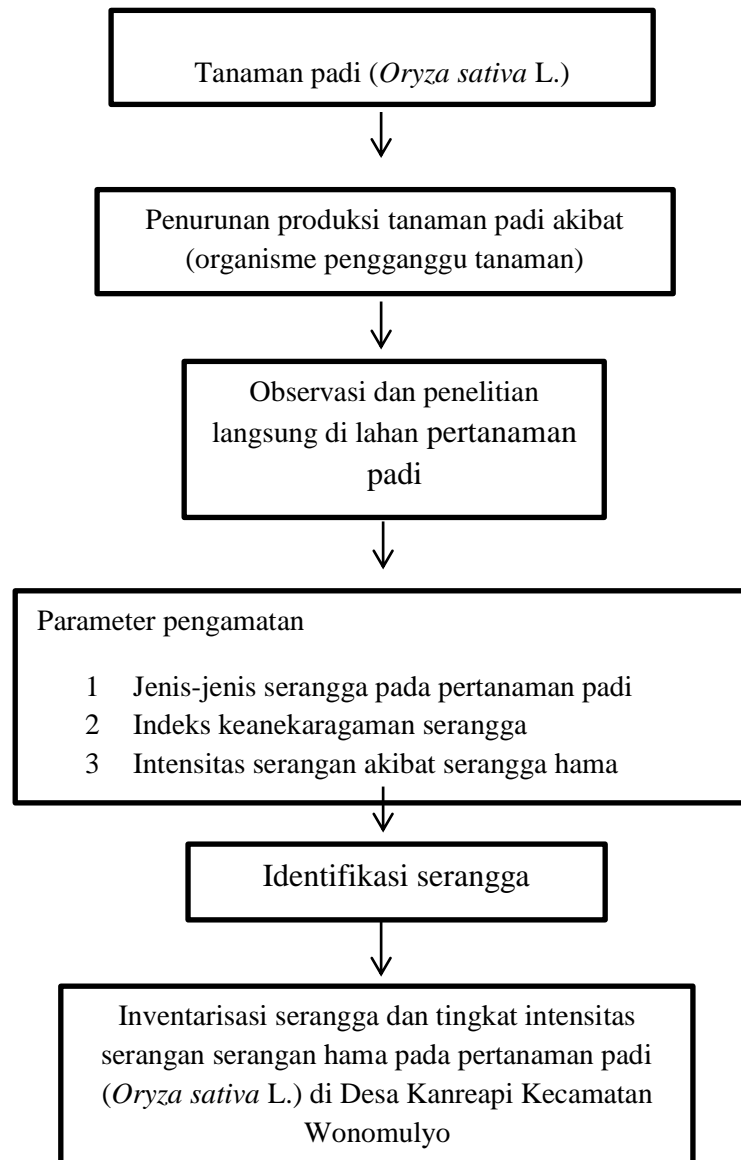 Tanaman padi (Oryza sativa L.)
Penurunan produksi tanaman padi akibat
(organisme pengganggu tanaman)
Observasi dan penelitian
langsung di lahan pertanaman
padi
Parameter pengamatan
1 Jenis-jenis serangga pada pertanaman padi
2 Indeks keanekaragaman serangga
3 Intensitas serangan akibat serangga hama
Identifikasi serangga
Inventarisasi serangga dan tingkat intensitas
serangan serangan hama pada pertanaman padi
(Oryza sativa L.) di Desa Kanreapi Kecamatan
Wonomulyo